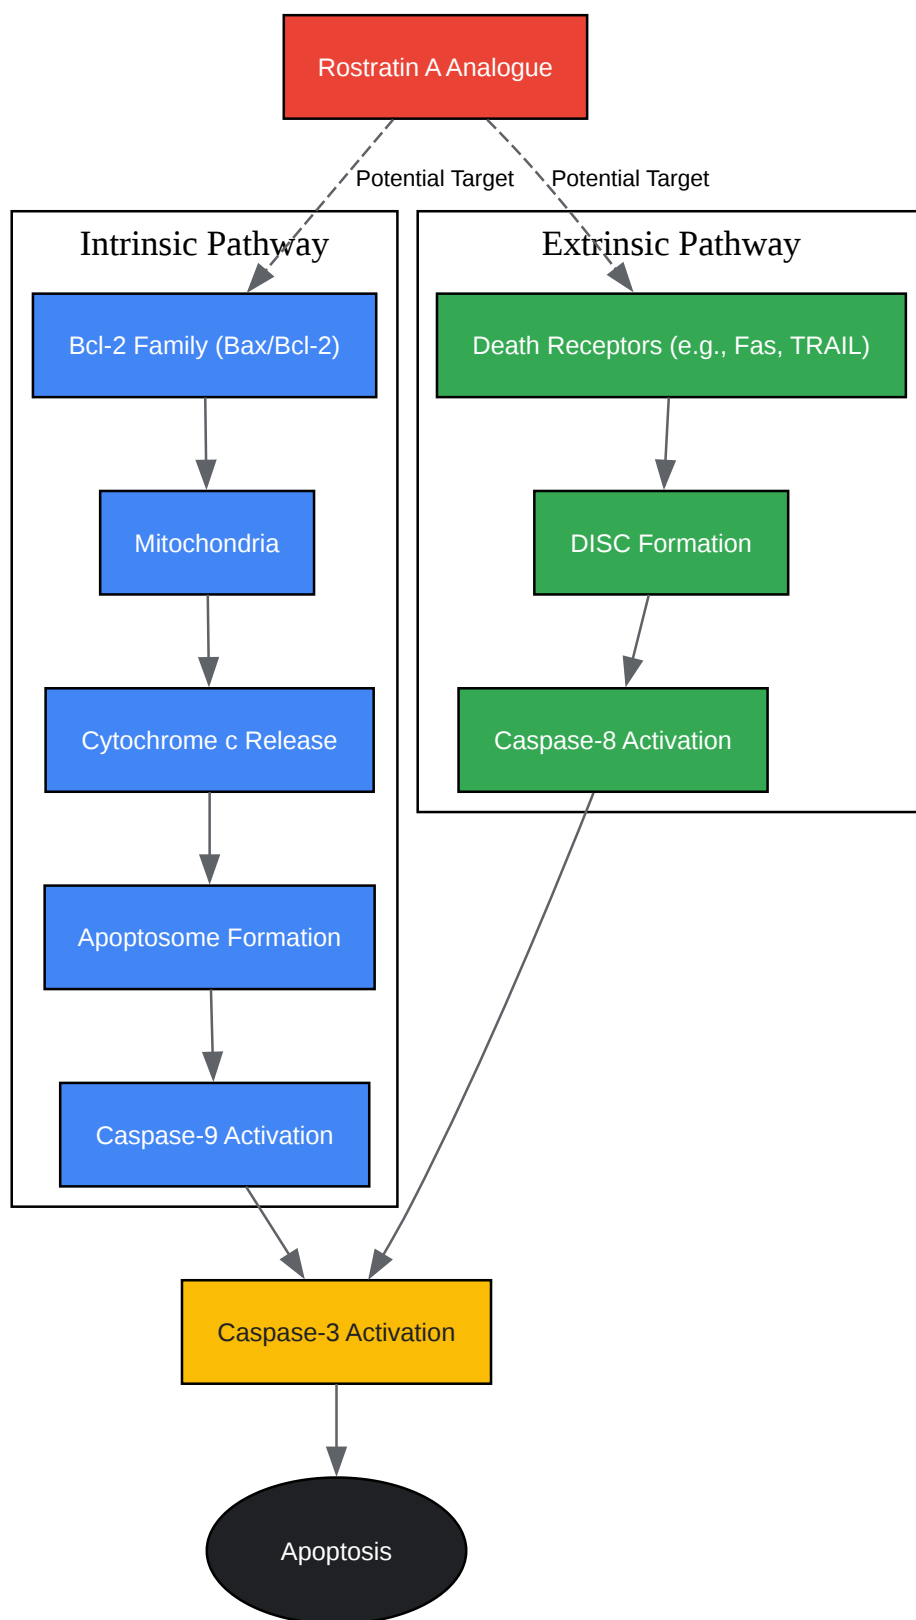 Rostratin A Analogue
Potential Target
Potential Target
Intrinsic Pathway
Extrinsic Pathway
Bcl-2 Family (Bax/Bcl-2)
Death Receptors (e.g., Fas, TRAIL)
Mitochondria
DISC Formation
Cytochrome c Release
Caspase-8 Activation
Apoptosome Formation
Caspase-9 Activation
Caspase-3 Activation
Apoptosis